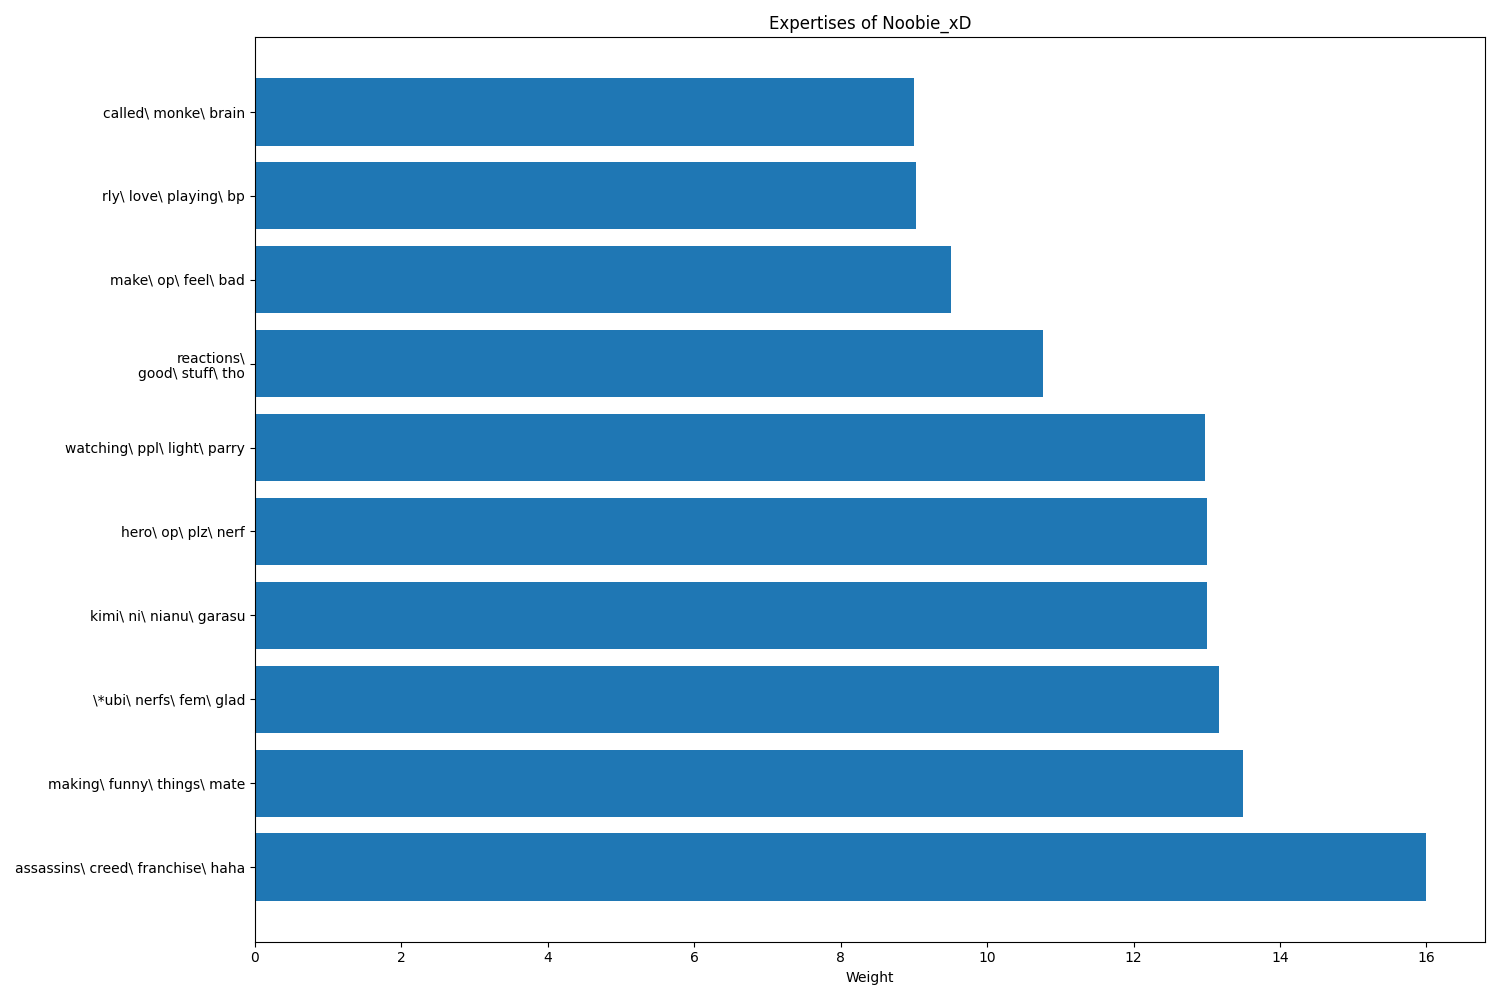 Expertises of Noobie_xD
called\ monke\ brain
rly\ love\ playing\ bp
make\ op\ feel\ bad
reactions\
good\ stuff\ tho
watching\ ppl\ light\ parry
hero\ op\ plz\ nerf
kimi\ ni\ nianu\ garasu
\*ubi\ nerfs\ fem\ glad
making\ funny\ things\ mate
assassins\ creed\ franchise\ haha
0 2 4 6 8 10 12 14 16
Weight